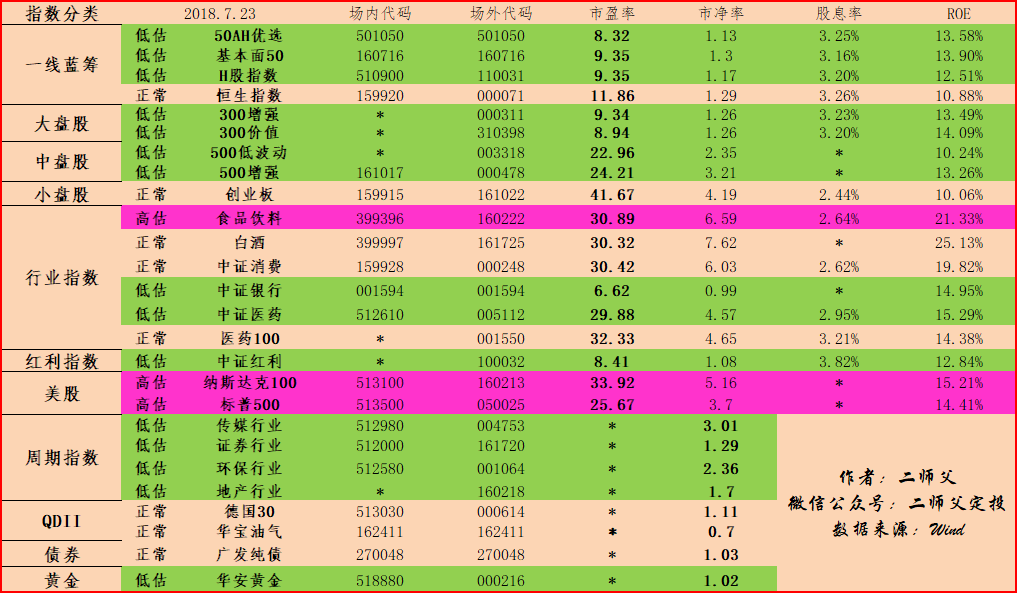 指数分类 2018.7.23 场内代码 场外代码 市盈率 市净率 股息率 ROE
一线蓝筹
低估 50AH优选 501050 501050 8.32 1.13 3.25% 13.58%
低估 基本面50 160716 160716 9.35 1.3 3.16% 13.90%
低估 H股指数 510900 110031 9.35 1.17 3.20% 12.51%
正常 恒生指数 159920 000071 11.86 1.29 3.26% 10.88%
大盘股
低估 300增强 * 000311 9.34 1.26 3.23% 13.49%
低估 300价值 * 310398 8.94 1.26 3.20% 14.09%
中盘股
低估 500低波动 * 003318 22.96 2.35 * 10.24%
低估 500增强 161017 000478 24.21 3.21 * 13.26%
小盘股 正常 创业板 159915 161022 41.67 4.19 2.44% 10.06%
行业指数
高估 食品饮料 399396 160222 30.89 6.59 2.64% 21.33%
正常 白酒 399997 161725 30.32 7.62 * 25.13%
正常 中证消费 159928 000248 30.42 6.03 2.62% 19.82%
低估 中证银行 001594 001594 6.62 0.99 * 14.95%
低估 中证医药 512610 005112 29.88 4.57 2.95% 15.29%
正常 医药100 * 001550 32.33 4.65 3.21% 14.38%
红利指数 低估 中证红利 * 100032 8.41 1.08 3.82% 12.84%
美股
高估 纳斯达克100 513100 160213 33.92 5.16 * 15.21%
高估 标普500 513500 050025 25.67 3.7 * 14.41%
周期指数
低估 传媒行业 512980 004753 * 3.01
低估 证券行业 512000 161720 * 1.29
低估 环保行业 512580 001064 * 2.36
低估 地产行业 * 160218 * 1.7
QDII
正常 德国30 513030 000614 * 1.11
正常 华宝油气 162411 162411 * 0.7
债券 正常 广发纯债 270048 270048 * 1.03
黄金 低估 华安黄金 518880 000216 * 1.02
作者：二师父
微信公众号：二师父定投
数据来源：Wind